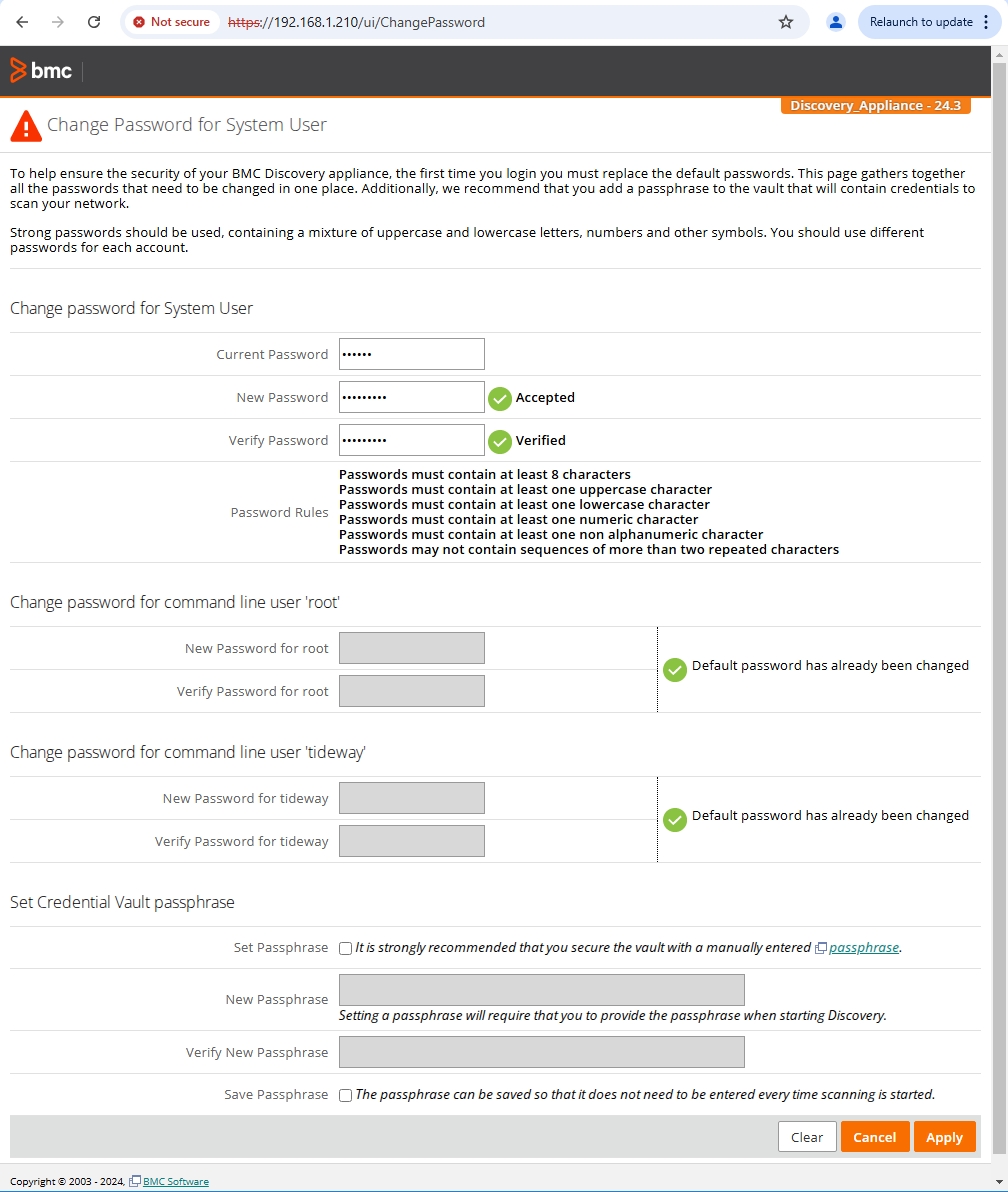 Not secure https://192.168.1.210/ui/ChangePassword Relaunch to update
bmc
Discovery_Appliance - 24.3
Change Password for System User
To help ensure the security of your BMC Discovery appliance, the first time you login you must replace the default passwords. This page gathers together
all the passwords that need to be changed in one place. Additionally, we recommend that you add a passphrase to the vault that will contain credentials to
scan your network.
Strong passwords should be used, containing a mixture of uppercase and lowercase letters, numbers and other symbols. You should use different
passwords for each account.
Change password for System User
Current Password ••••••
New Password ••••••••• Accepted
Verify Password ••••••••• Verified
Password Rules
Passwords must contain at least 8 characters
Passwords must contain at least one uppercase character
Passwords must contain at least one lowercase character
Passwords must contain at least one numeric character
Passwords must contain at least one non alphanumeric character
Passwords may not contain sequences of more than two repeated characters
Change password for command line user 'root'
New Password for root
Verify Password for root
Default password has already been changed
Change password for command line user 'tideway'
New Password for tideway
Verify Password for tideway
Default password has already been changed
Set Credential Vault passphrase
Set Passphrase It is strongly recommended that you secure the vault with a manually entered passphrase.
New Passphrase
Setting a passphrase will require that you to provide the passphrase when starting Discovery.
Verify New Passphrase
Save Passphrase The passphrase can be saved so that it does not need to be entered every time scanning is started.
Clear Cancel Apply
Copyright © 2003 - 2024, BMC Software